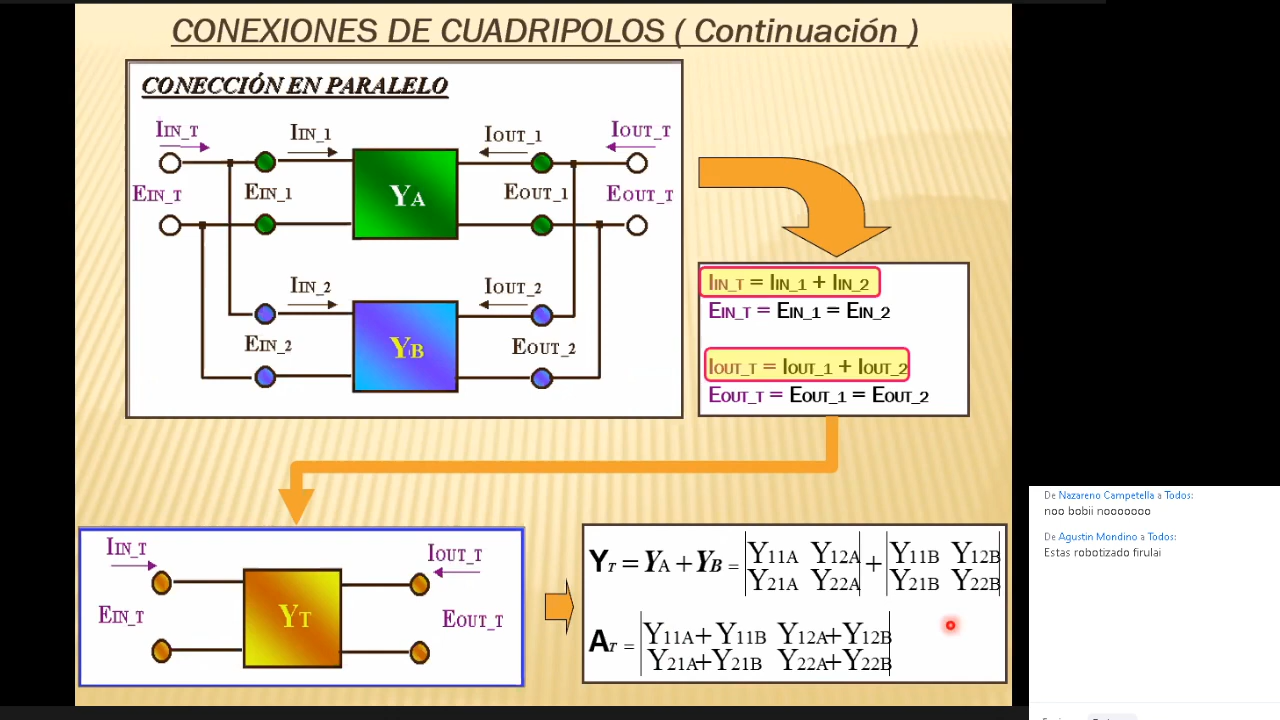 CONEXIONES DE CUADRIPOLOS ( Continuación )
CONECCIÓN EN PARALELO
IIN_T IIN_1 IOUT_1 IOUT_T
EIN_T EIN_1 YA EOUT_1 EOUT_T
IIN_2 IOUT_2
EIN_2 YB EOUT_2
IIN_T = IIN_1 + IIN_2
EIN_T = EIN_1 = EIN_2
IOUT_T = IOUT_1 + IOUT_2
EOUT_T = EOUT_1 = EOUT_2
IIN_T IOUT_T
EIN_T YT EOUT_T
YT = YA + YB = |Y11A Y12A| + |Y11B Y12B|
|Y21A Y22A| |Y21B Y22B|
AT = |Y11A+Y11B Y12A+Y12B|
|Y21A+Y21B Y22A+Y22B|
De Nazareno Campetella a Todos:
noo bobii nooooooo
De Agustin Mondino a Todos:
Estas robotizado firulai